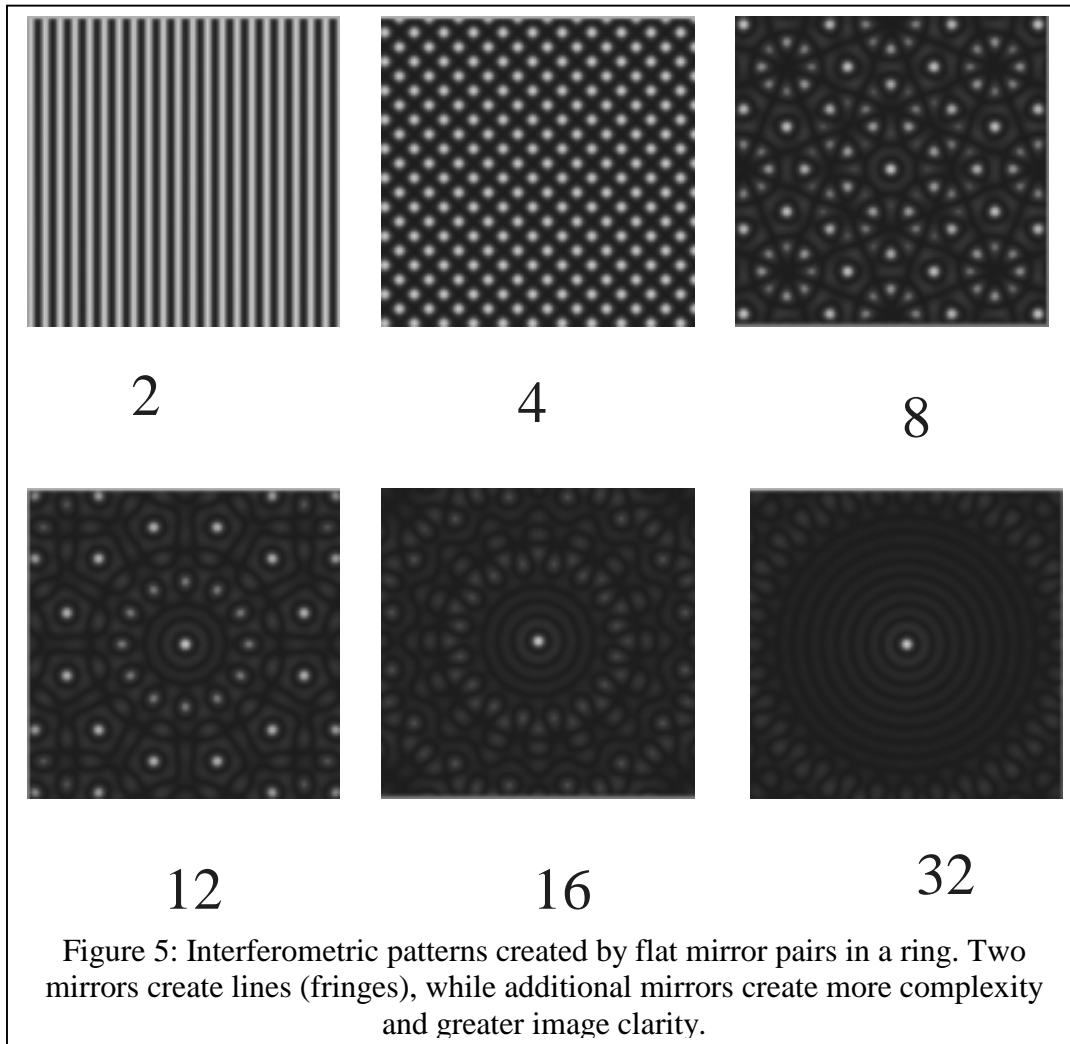 2
4
8
12
16
32
Figure 5: Interferometric patterns created by flat mirror pairs in a ring. Two
mirrors create lines (fringes), while additional mirrors create more complexity
and greater image clarity.